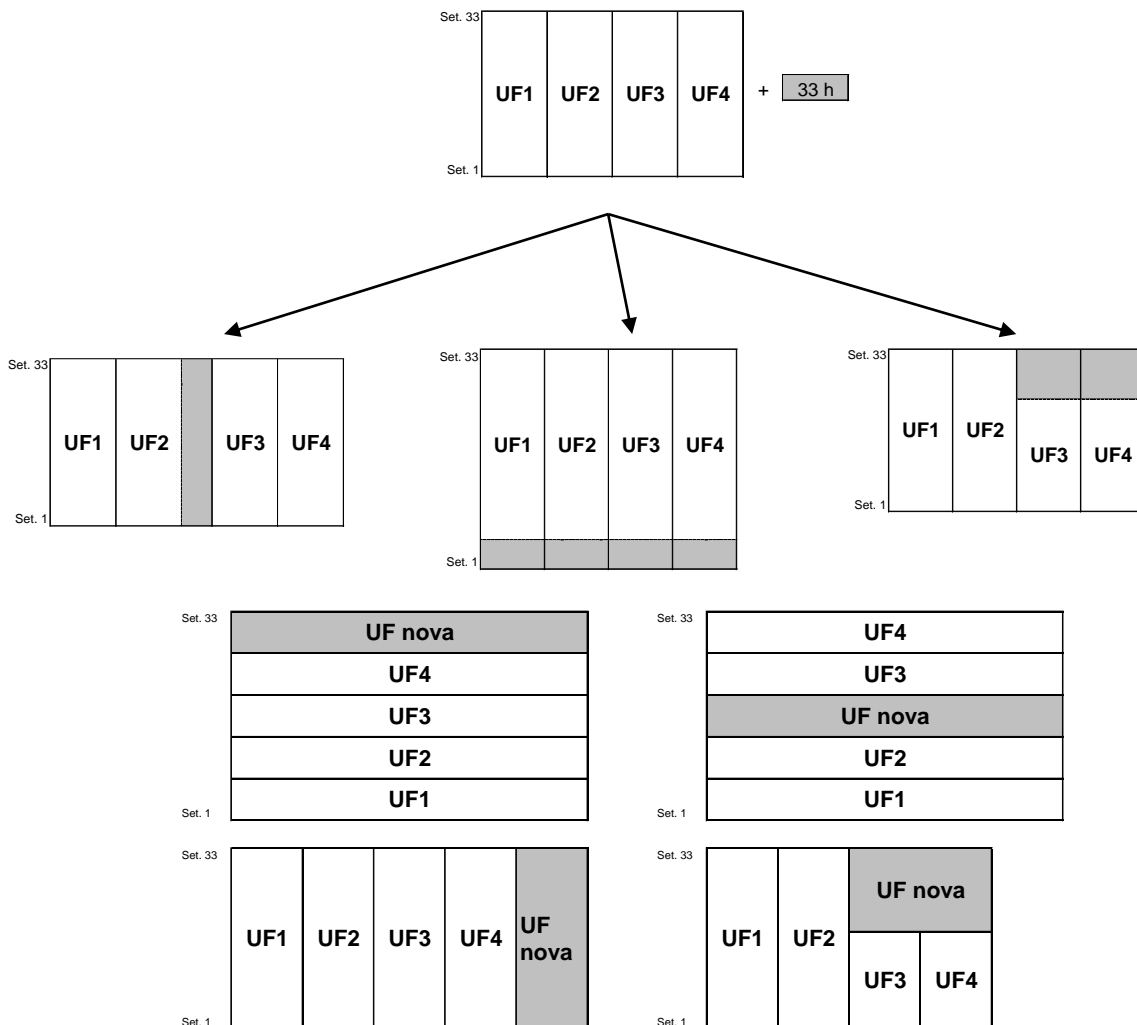 Set. 33
UF1 UF2 UF3 UF4 + 33 h
Set. 1
Set. 33
UF1 UF2 UF3 UF4
Set. 1
Set. 33
UF1 UF2 UF3 UF4
Set. 1
Set. 33
UF1 UF2
UF3 UF4
Set. 1
Set. 33
UF nova
UF4
UF3
UF2
UF1
Set. 1
Set. 33
UF4
UF3
UF nova
UF2
UF1
Set. 1
Set. 33
UF1 UF2 UF3 UF4 UF
nova
Set. 1
Set. 33
UF nova
UF1 UF2
UF3 UF4
Set. 1